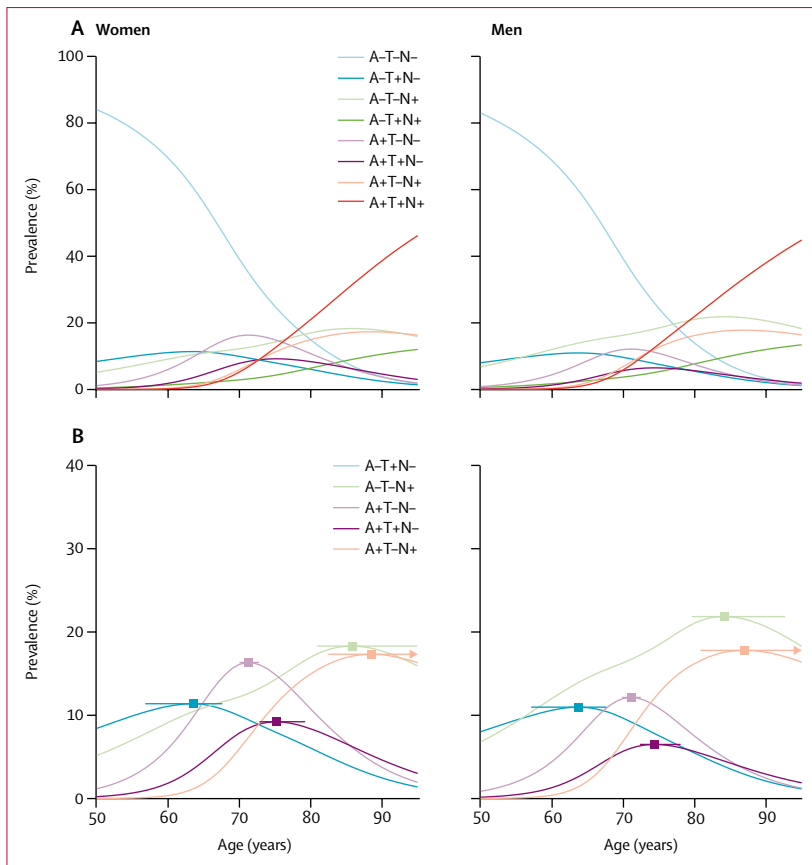 A Women
Men
Prevalence (%)
100
80
60
40
20
0
A–T–N–
A–T+N–
A–T–N+
A–T+N+
A+T–N–
A+T+N–
A+T–N+
A+T+N+
B
Prevalence (%)
40
30
20
10
0
A–T+N–
A–T–N+
A+T–N–
A+T+N–
A+T–N+
50 60 70 80 90
50 60 70 80 90
Age (years)
Age (years)